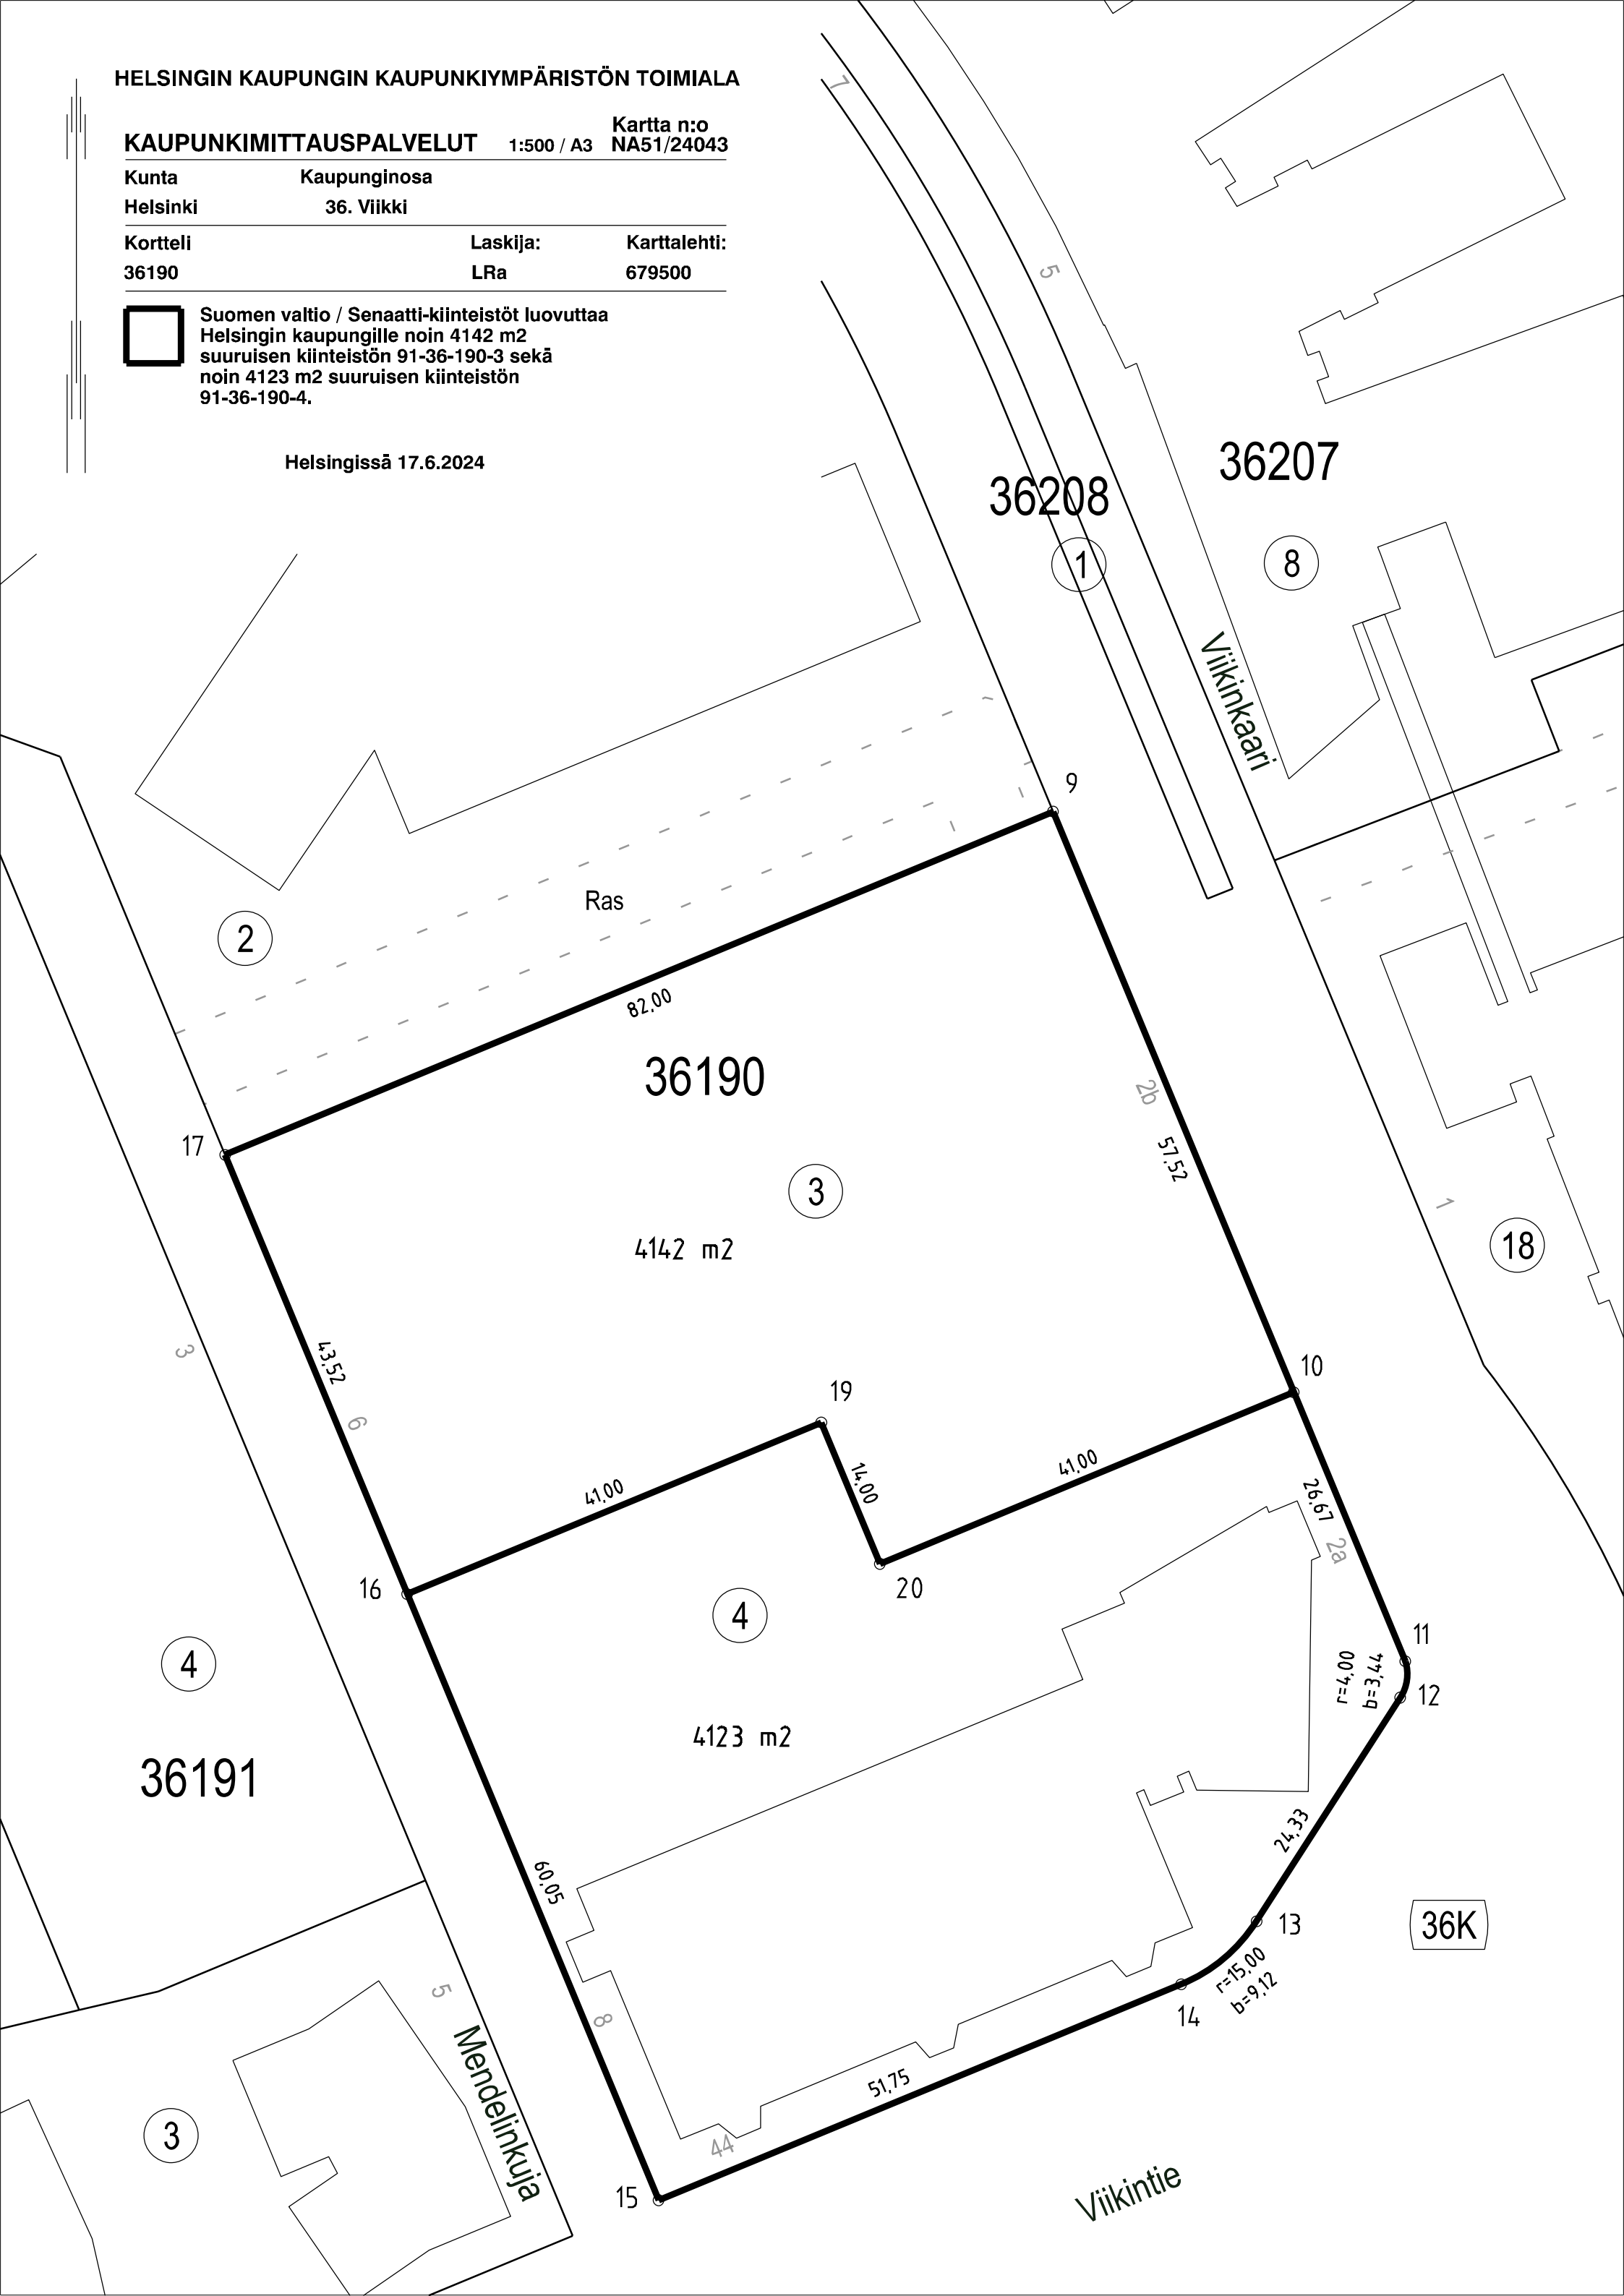 HELSINGIN KAUPUNGIN KAUPUNKIYMPÄRISTÖN TOIMIALA
KAUPUNKIMITTAUSPALVELUT 1:500 / A3 Kartta n:o NA51/24043
Kunta Kaupunginosa
Helsinki 36. Viikki
Kortteli Laskija: Karttalehti:
36190 LRa 679500
Suomen valtio / Senaatti-kiinteistöt luovuttaa
Helsingin kaupungille noin 4142 m2
suuruisen kiinteistön 91-36-190-3 sekä
noin 4123 m2 suuruisen kiinteistön
91-36-190-4.
Helsingissä 17.6.2024
7
5
36207
36208
1
8
Viikinkaari
9
Ras
2
82,00
36190
2b
17
57,52
3
1
4142 m2
18
3
43,52
10
19
6
14,00
41,00
41,00
26,67
2a
16
20
4
11
4
r=4,00
b=3,44
12
4123 m2
36191
24,33
60,05
13
36K
r=15,00
b=9,12
5
14
8
Mendelinkuja
51,75
3
44
15
Viikintie